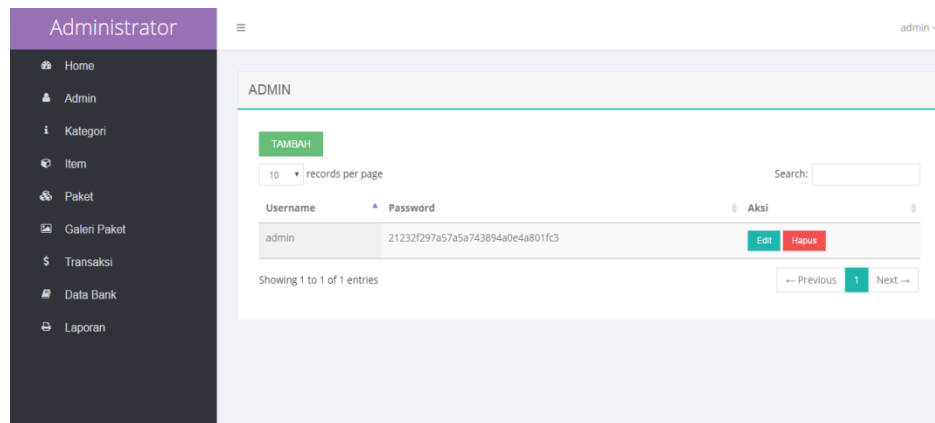 Administrator
admin
Home
Admin
Kategori
Item
Paket
Galeri Paket
Transaksi
Data Bank
Laporan
ADMIN
TAMBAH
10 records per page Search:
Username Password Aksi
admin 21232f297a57a5a743894a0e4a801fc3 Edit Hapus
Showing 1 to 1 of 1 entries ← Previous 1 Next →